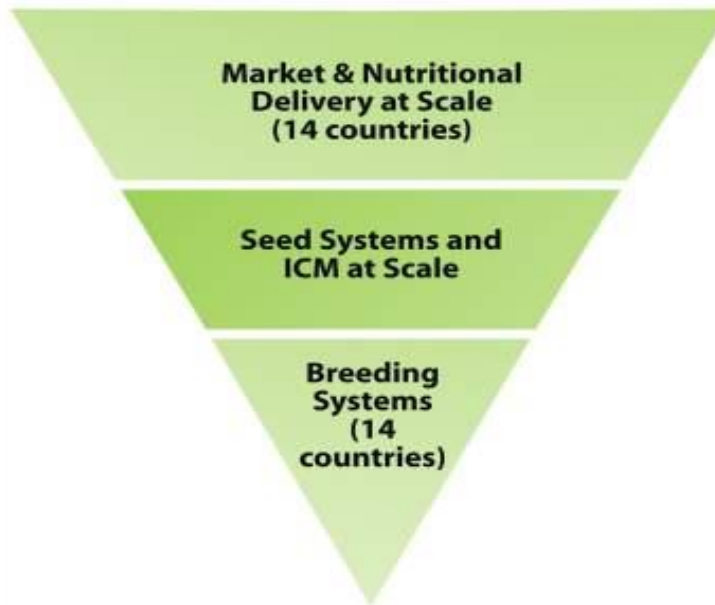 Market & Nutritional
Delivery at Scale
(14 countries)
Seed Systems and
ICM at Scale
Breeding
Systems
(14
countries)